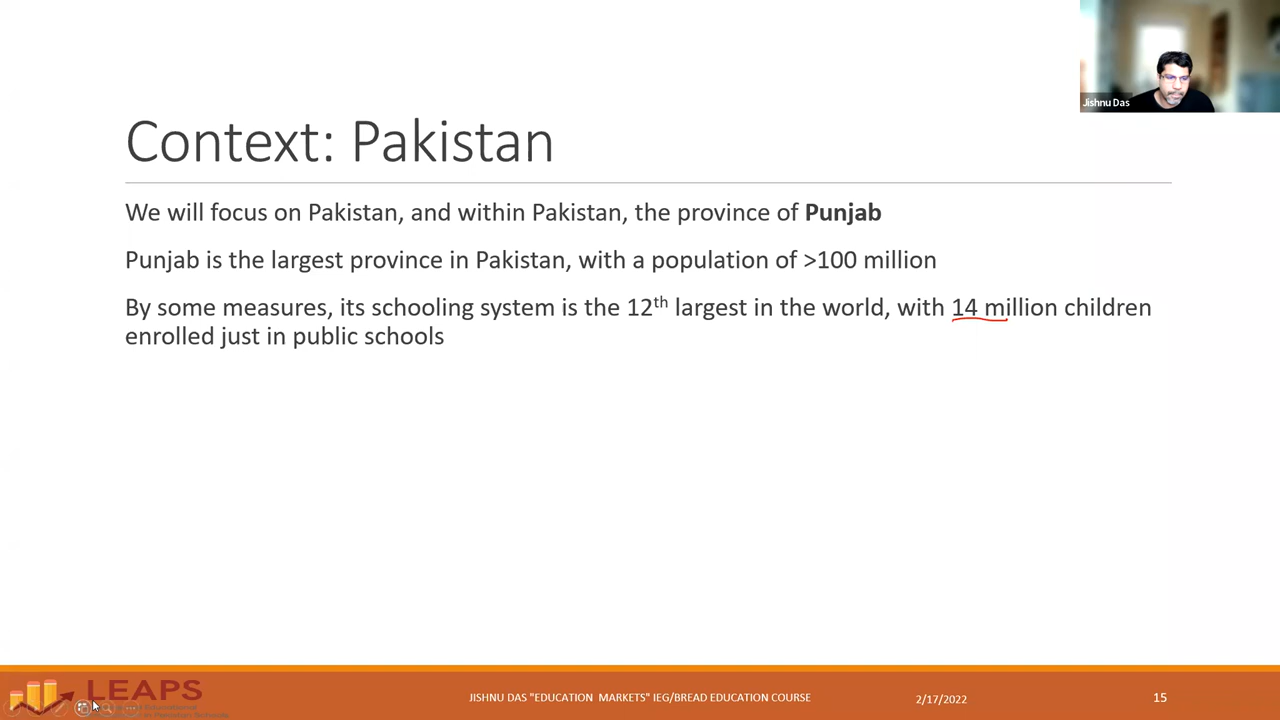 Jishnu Das
Context: Pakistan
We will focus on Pakistan, and within Pakistan, the province of Punjab
Punjab is the largest province in Pakistan, with a population of >100 million
By some measures, its schooling system is the 12th largest in the world, with 14 million children
enrolled just in public schools
LEAPS
JISHNU DAS "EDUCATION MARKETS" IEG/BREAD EDUCATION COURSE
2/17/2022
15